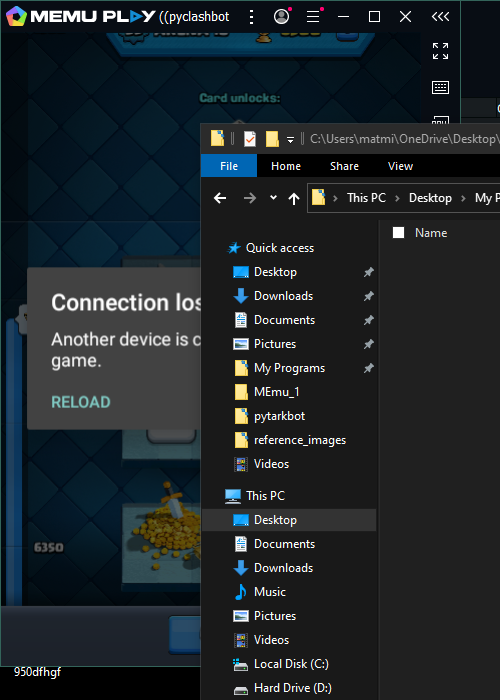 MEMU PLAY ((pyclashbot
Card unlocks:
C:\Users\matmi\OneDrive\Desktop\
File Home Share View
This PC > Desktop > My P
Name
Quick access
Desktop
Downloads
Documents
Pictures
My Programs
MEmu_1
pytarkbot
reference_images
Videos
This PC
Desktop
Documents
Downloads
Music
Pictures
Videos
Local Disk (C:)
Hard Drive (D:)
Connection los
Another device is c
game.
RELOAD
6350
950dfhgf